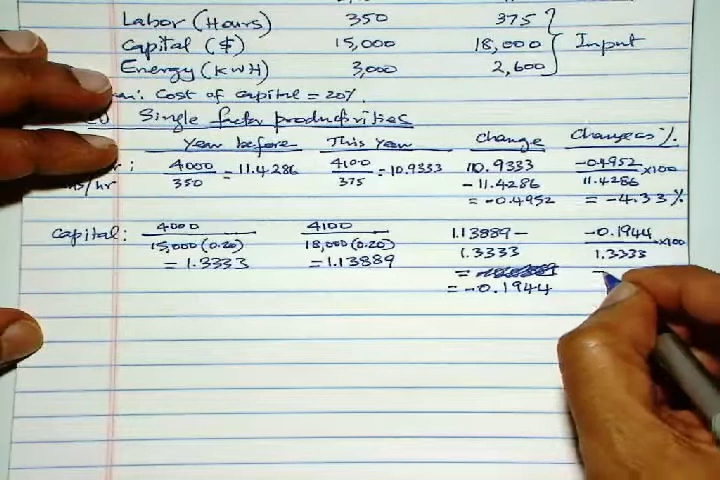 Labor (Hours) 350 375
Capital ($) 15,000 18,000 Input
Energy (KWH) 3,000 2,600
Cost of capital = 20%
Single factor productivities
Year before This Year Change Change as %
4000/350 = 11.4286 4100/375 = 10.9333 10.9333 - 11.4286 = -0.4952 -0.4952/11.4286 x100 = -4.33%
/hr
Capital: 4000/15,000(0.20) = 1.3333 4100/18,000(0.20) = 1.13889 1.13889 - 1.3333 = -0.1944 -0.1944/1.3333 x100